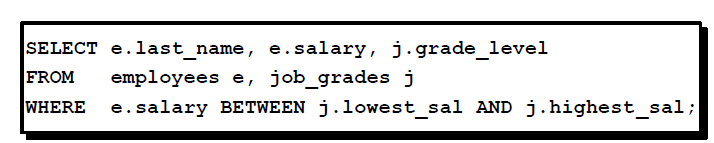 SELECT e.last_name, e.salary, j.grade_level
FROM   employees e, job_grades j
WHERE  e.salary BETWEEN j.lowest_sal AND j.highest_sal;